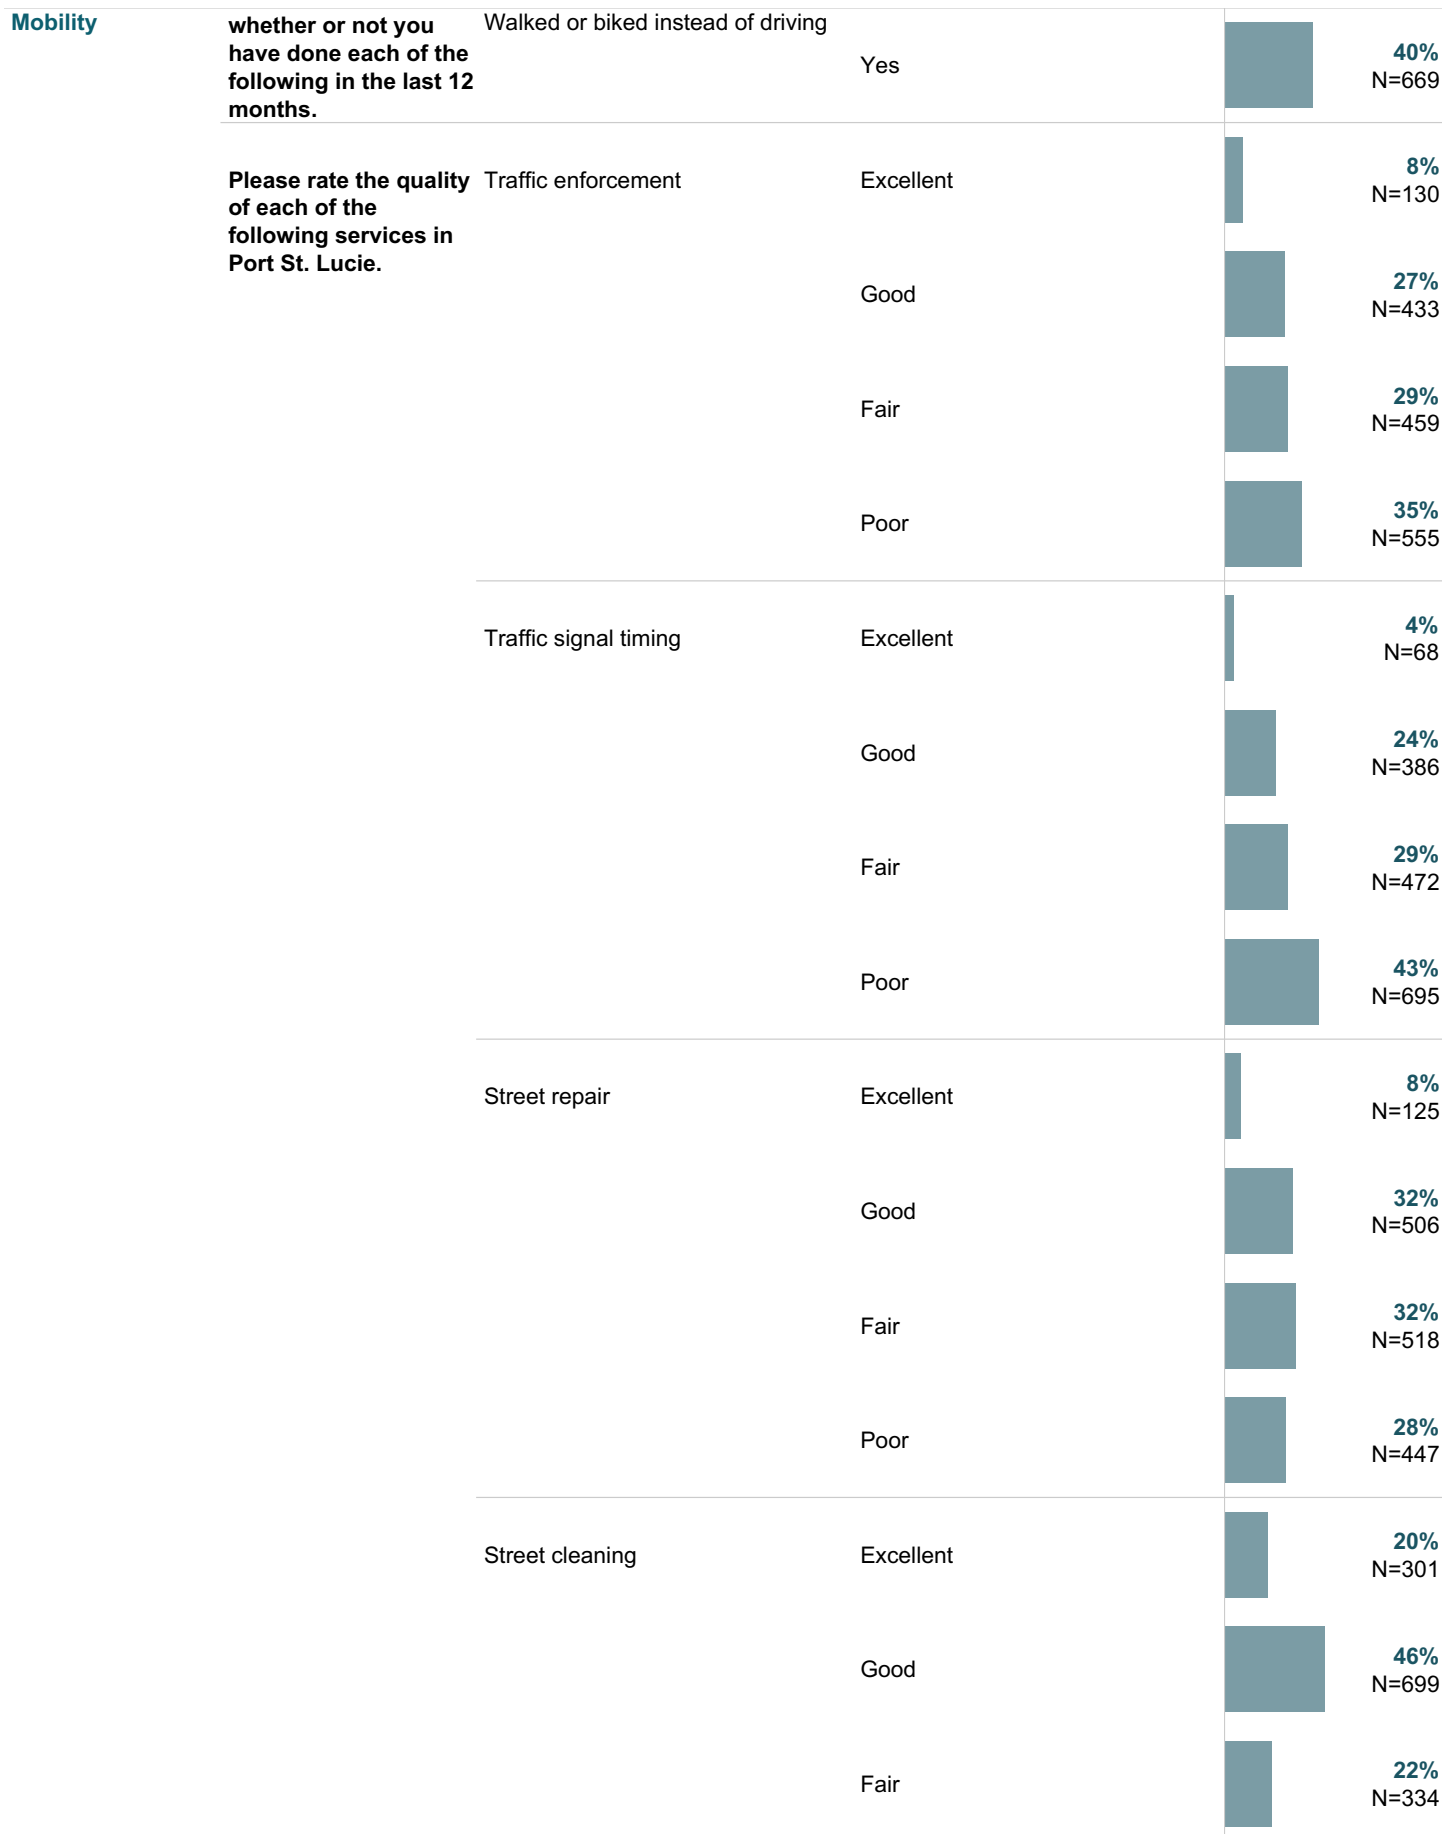 Mobility
whether or not you
have done each of the
following in the last 12
months.
Walked or biked instead of driving
Yes
40%
N=669
Please rate the quality
of each of the
following services in
Port St. Lucie.
Traffic enforcement
Excellent
8%
N=130
Good
27%
N=433
Fair
29%
N=459
Poor
35%
N=555
Traffic signal timing
Excellent
4%
N=68
Good
24%
N=386
Fair
29%
N=472
Poor
43%
N=695
Street repair
Excellent
8%
N=125
Good
32%
N=506
Fair
32%
N=518
Poor
28%
N=447
Street cleaning
Excellent
20%
N=301
Good
46%
N=699
Fair
22%
N=334